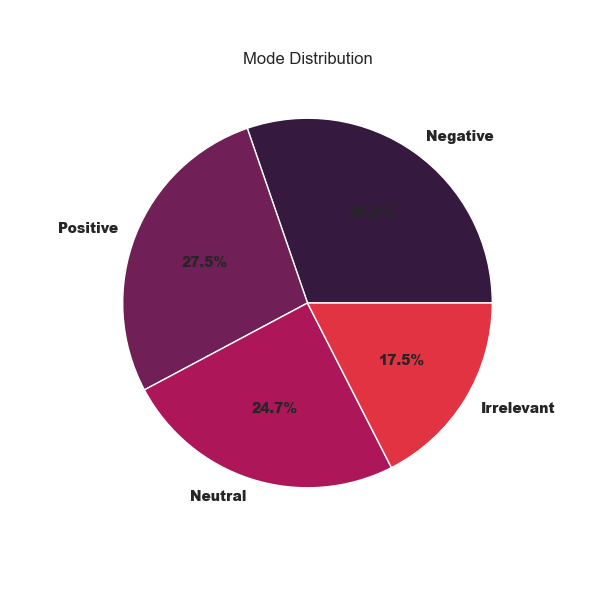 Mode Distribution
Negative
Positive
27.5%
17.5%
24.7%
Irrelevant
Neutral